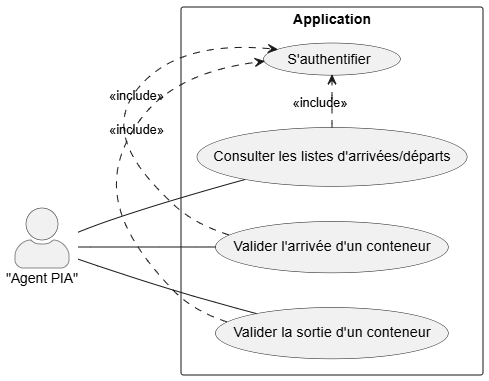 Application
S'authentifier
«include»
«include»
«include»
Consulter les listes d'arrivées/départs
Valider l'arrivée d'un conteneur
"Agent PIA"
Valider la sortie d'un conteneur